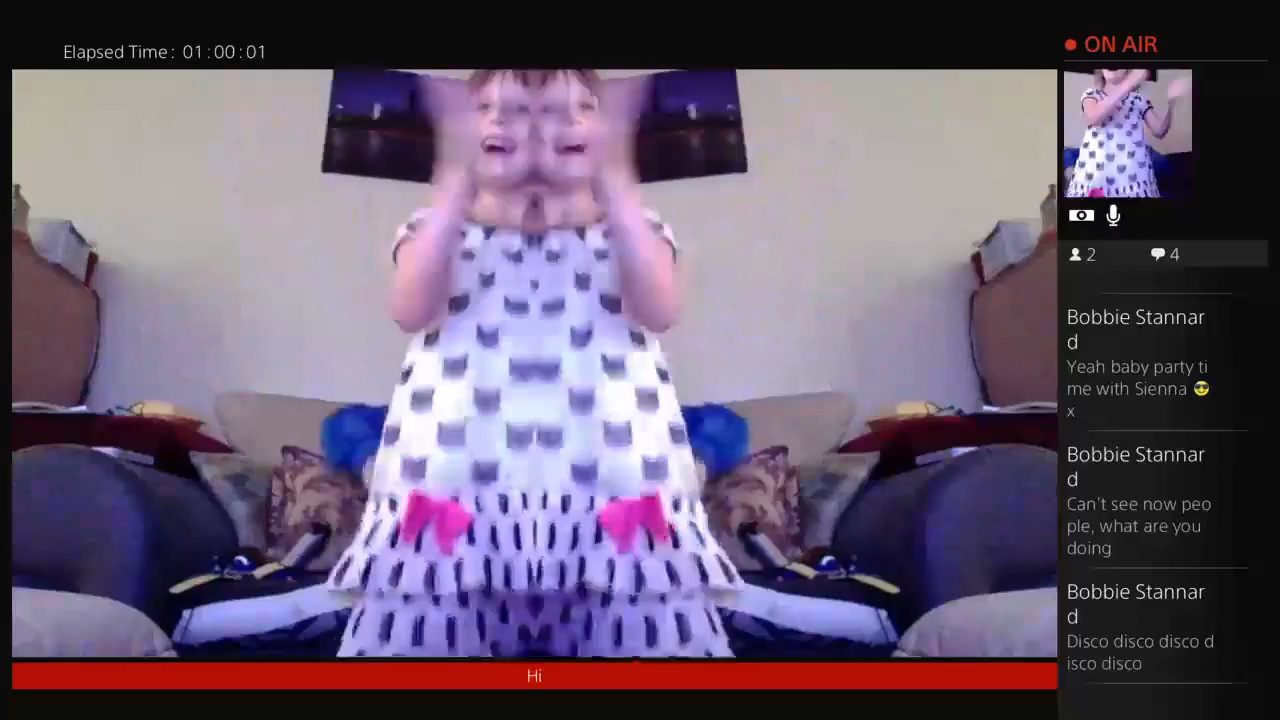 Elapsed Time: 01:00:01
ON AIR
2
4
Bobbie Stannar
d
Yeah baby party ti
me with Sienna 😎
x
Bobbie Stannar
d
Can't see now peo
ple, what are you
doing
Bobbie Stannar
d
Disco disco disco d
isco disco
Hi